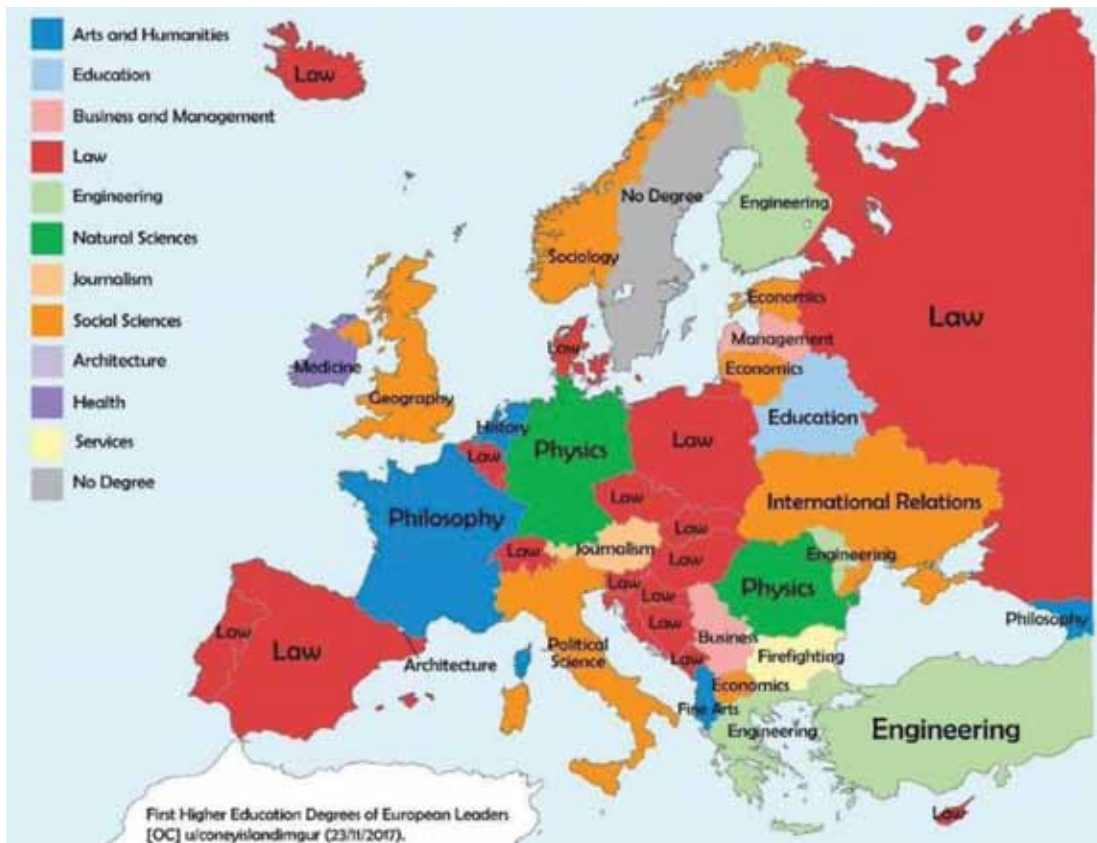 Arts and Humanities
Education
Business and Management
Law
Engineering
Natural Sciences
Journalism
Social Sciences
Architecture
Health
Services
No Degree
Law
No Degree
Engineering
Sociology
Economics
Law
Management
Law
Economics
Medicine
Geography
Education
History
Physics
Law
Law
International Relations
Law
Philosophy
Law
Journalism
Engineering
Law
Law
Physics
Law
Law
Philosophy
Law
Business
Law
Law
Political
Science
Firefighting
Architecture
Law
Economics
Fine Arts
Engineering
Engineering
Law
First Higher Education Degrees of European Leaders
[OC] u/coneyislandimgur (23/11/2017).